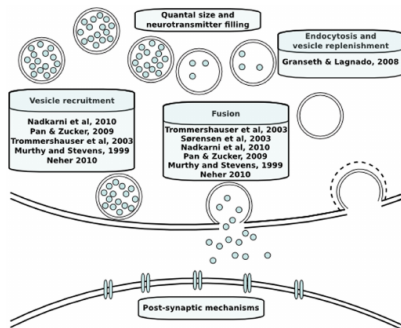 Quantal size and
neurotransmitter filling
Endocytosis and
vesicle replenishment
Granseth & Lagnado, 2008
Vesicle recruitment
Nadkarni et al, 2010
Pan & Zucker, 2009
Trommershauser et al, 2003
Murthy and Stevens, 1999
Neher 2010
Fusion
Trommershauser et al, 2003
Sørensen et al, 2003
Nadkarni et al, 2010
Pan & Zucker, 2009
Murthy and Stevens, 1999
Neher 2010
Post-synaptic mechanisms